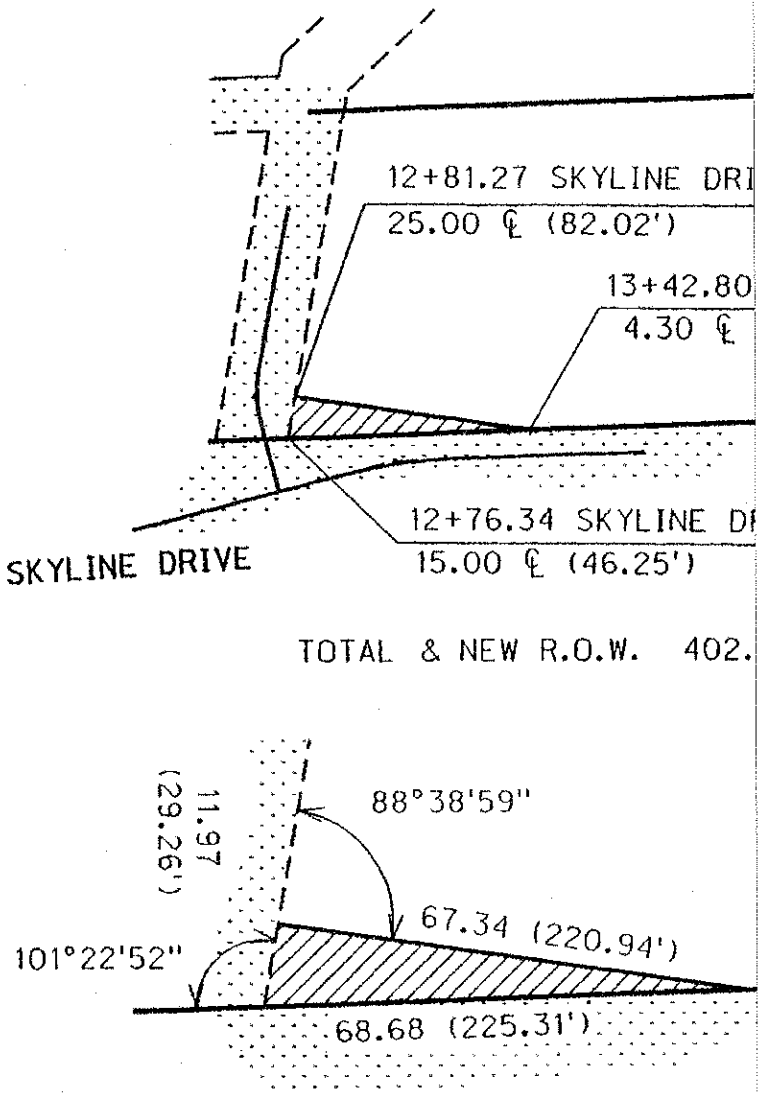 12+81.27 SKYLINE DRI
25.00 ℄ (82.02')
13+42.80
4.30 ℄
12+76.34 SKYLINE DR
15.00 ℄ (46.25')
SKYLINE DRIVE
TOTAL & NEW R.O.W. 402.
11.97
(29.26')
88°38'59"
67.34 (220.94')
101°22'52"
68.68 (225.31')